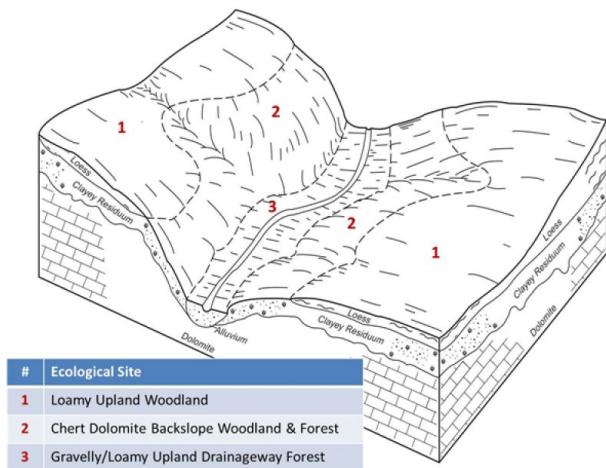 1
2
3
2
1
Loess
Clayey Residuum
Loess
Clayey Residuum
Dolomite
Alluvium
Loess
Clayey Residuum
Dolomite
# Ecological Site
1 Loamy Upland Woodland
2 Chert Dolomite Backslope Woodland & Forest
3 Gravelly/Loamy Upland Drainageway Forest